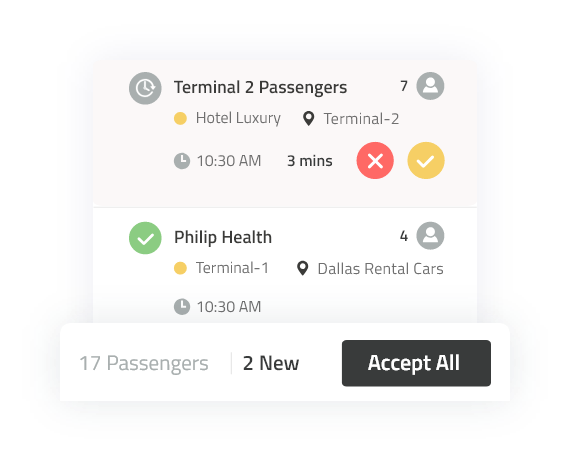 Terminal 2 Passengers 7
Hotel Luxury Terminal-2
10:30 AM 3 mins
Philip Health 4
Terminal-1 Dallas Rental Cars
10:30 AM
17 Passengers 2 New Accept All